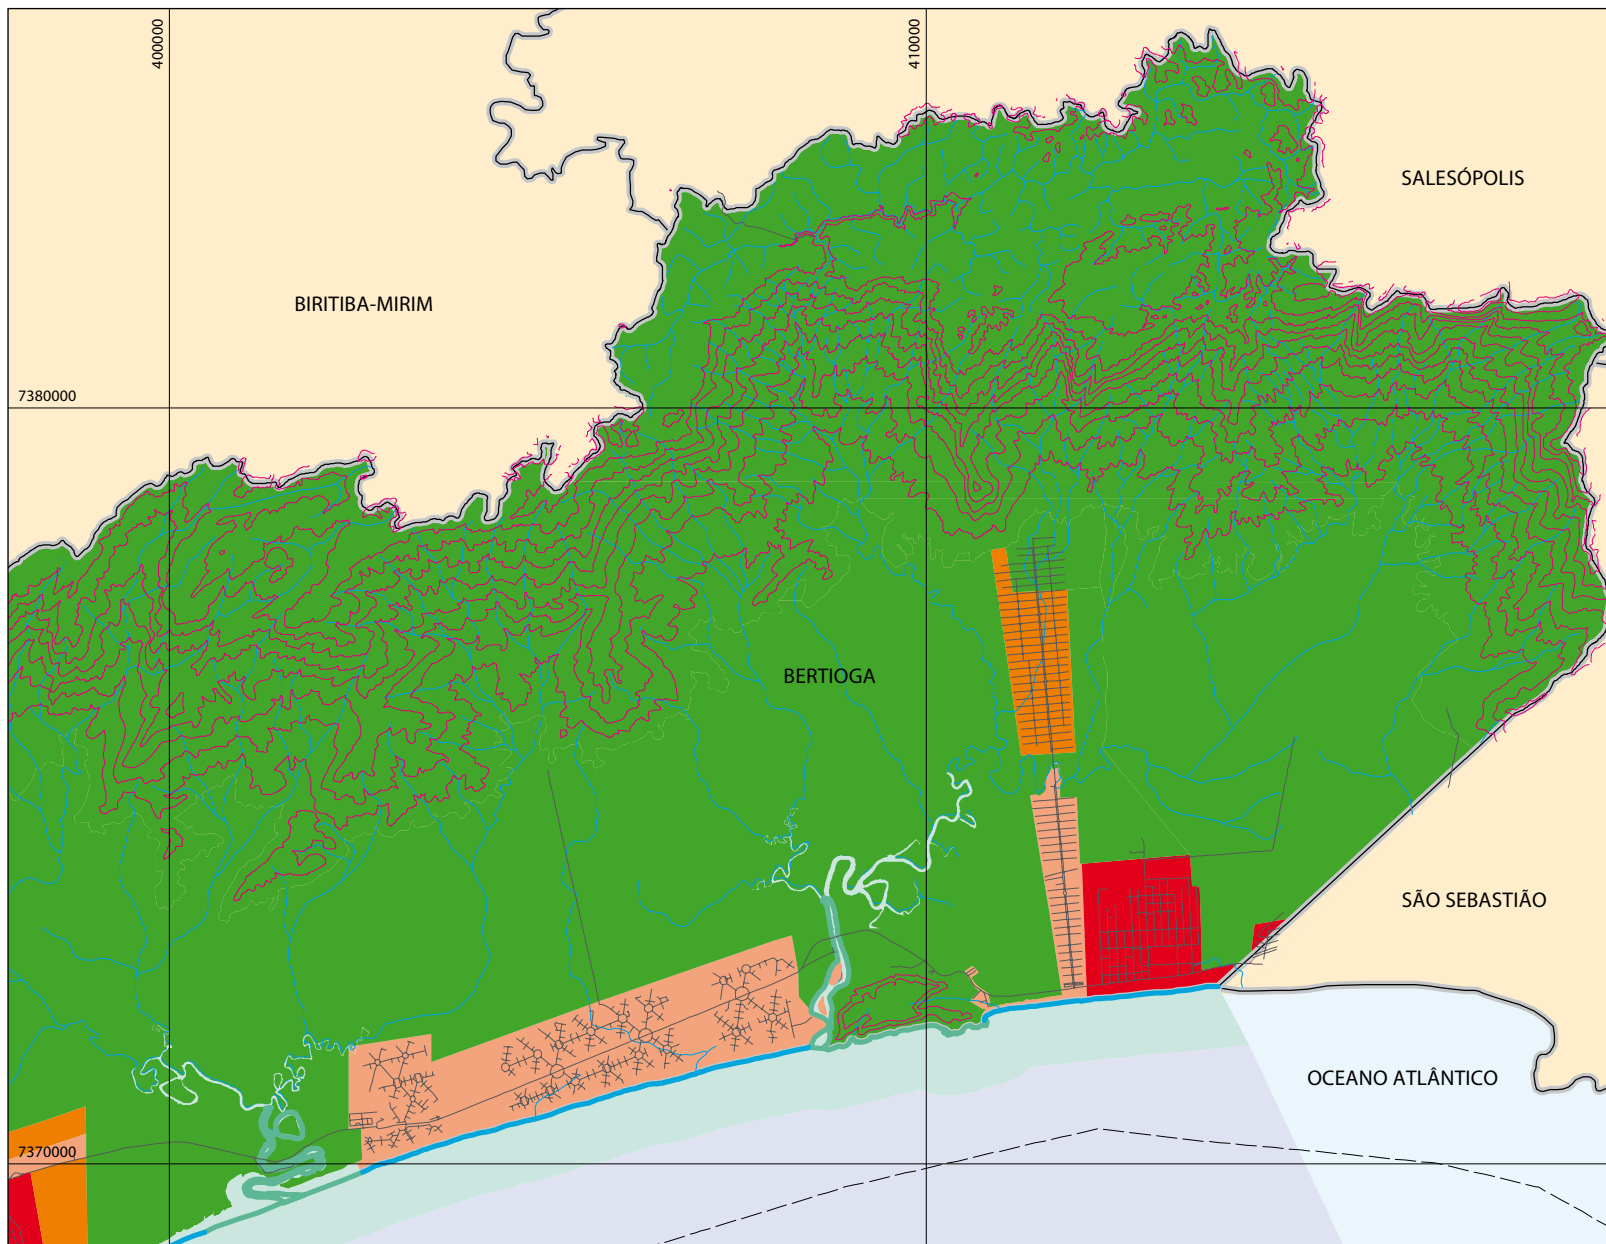 400000
410000
SALESÓPOLIS
BIRITIBA-MIRIM
7380000
BERTIOGA
SÃO SEBASTIÃO
OCEANO ATLÂNTICO
7370000